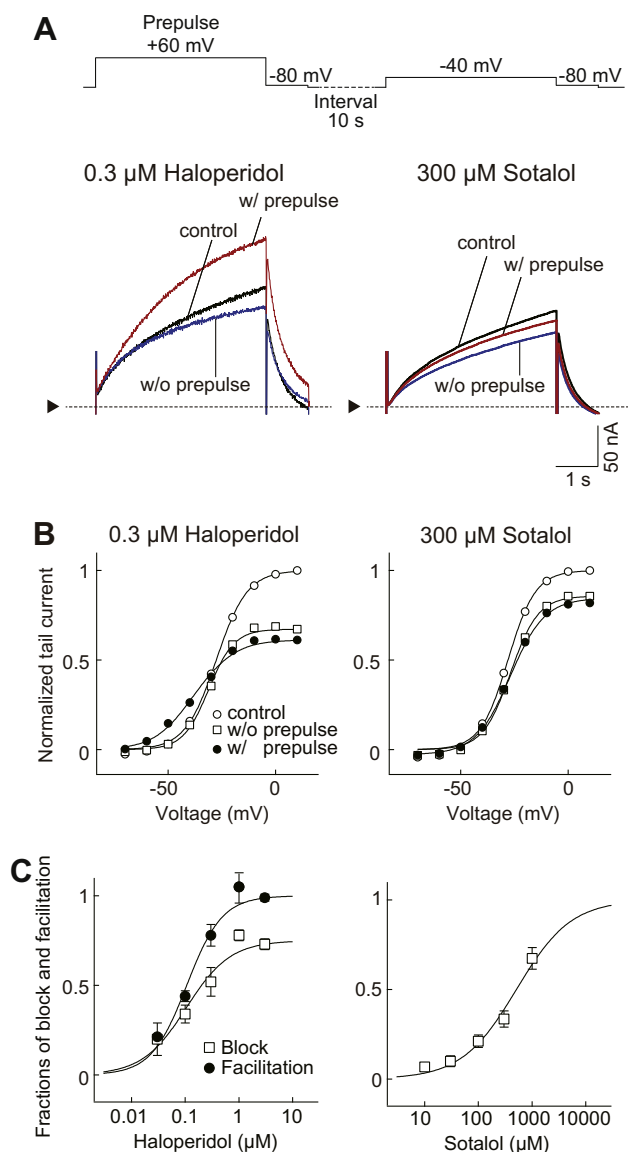 A
Prepulse
+60 mV
-80 mV
-40 mV
-80 mV
Interval
10 s
0.3 µM Haloperidol
w/ prepulse
control
w/o prepulse
300 µM Sotalol
control
w/ prepulse
w/o prepulse
50 nA
1 s
B
0.3 µM Haloperidol
300 µM Sotalol
Normalized tail current
1
0.5
0
control
w/o prepulse
w/ prepulse
-50
0
Voltage (mV)
1
0.5
0
-50
0
Voltage (mV)
C
Fractions of block and facilitation
1
0.5
0
Block
Facilitation
0.01
0.1
1
10
Haloperidol (µM)
1
0.5
0
10
100
1000
10000
Sotalol (µM)